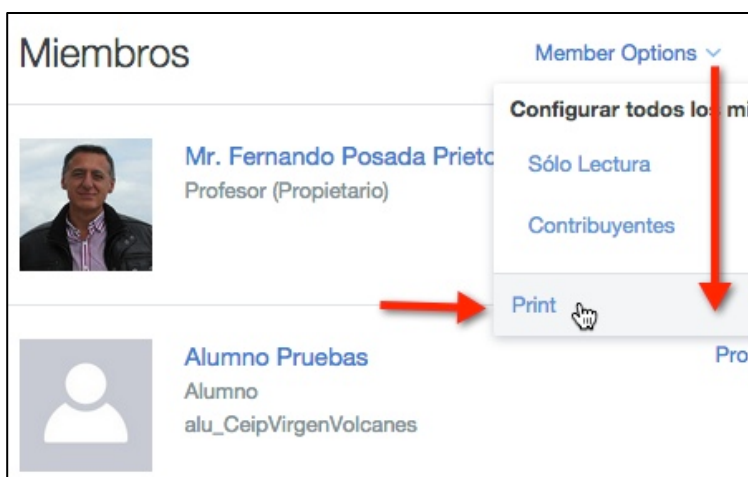 Miembros
Member Options
Configurar todos los mi
Mr. Fernando Posada Prieto
Profesor (Propietario)
Sólo Lectura
Contribuyentes
Print
Alumno Pruebas
Pro
Alumno
alu_CeipVirgenVolcanes